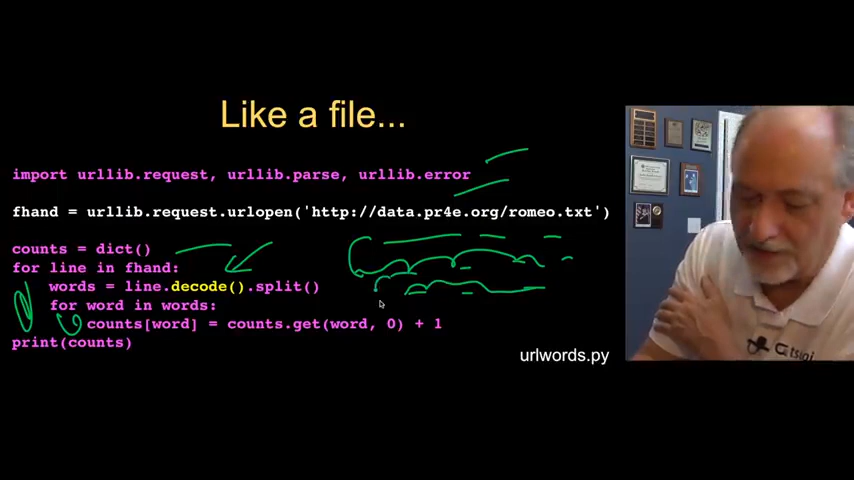 Like a file...
import urllib.request, urllib.parse, urllib.error
fhand = urllib.request.urlopen('http://data.pr4e.org/romeo.txt')
counts = dict()
for line in fhand:
    words = line.decode().split()
    for word in words:
        counts[word] = counts.get(word, 0) + 1
print(counts)
urlwords.py